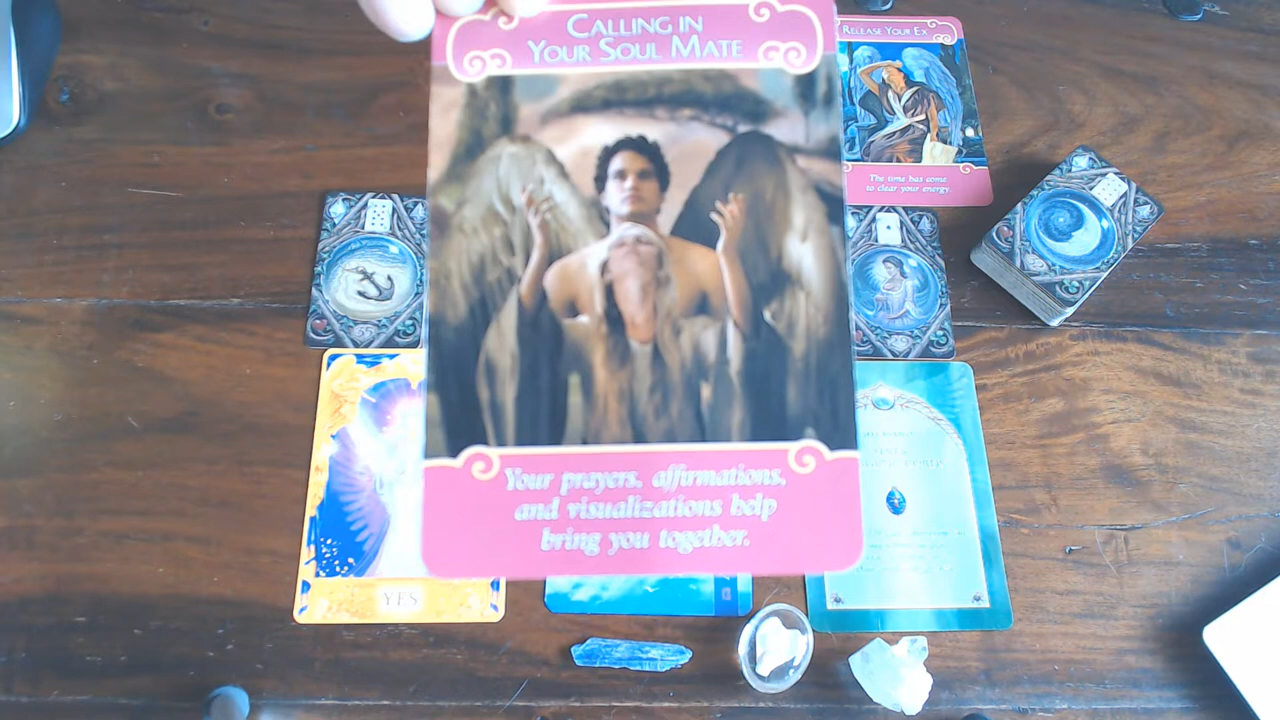 CALLING IN
YOUR SOUL MATE
Your prayers, affirmations,
and visualizations help
bring you together.
RELEASE YOUR EX
The time has come
to clear your energy.
YES